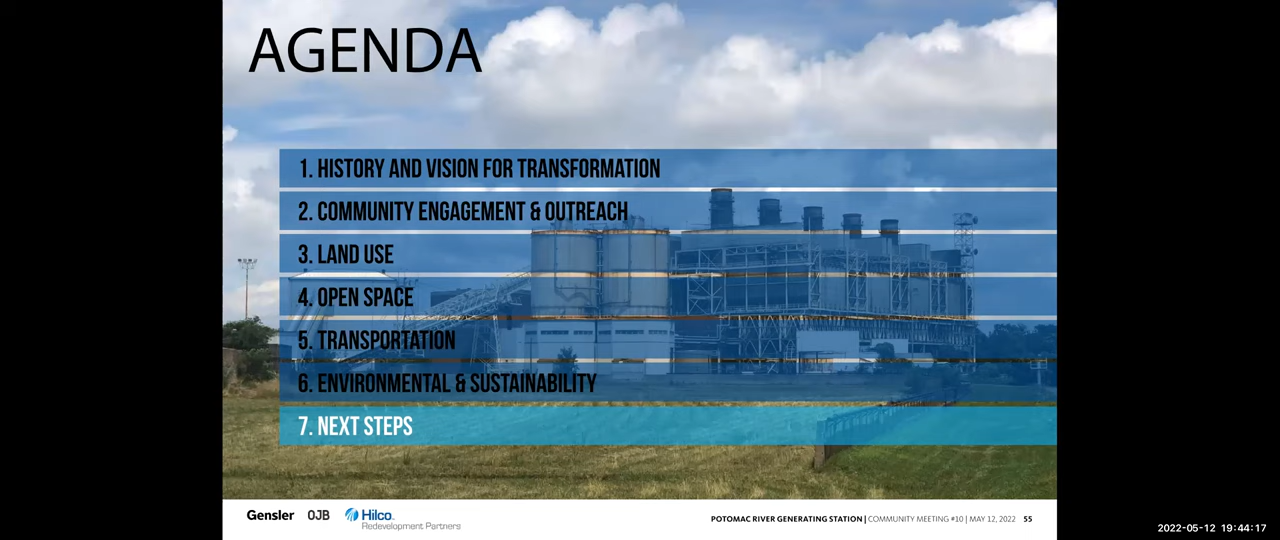 AGENDA
1. HISTORY AND VISION FOR TRANSFORMATION
2. COMMUNITY ENGAGEMENT & OUTREACH
3. LAND USE
4. OPEN SPACE
5. TRANSPORTATION
6. ENVIRONMENTAL & SUSTAINABILITY
7. NEXT STEPS
Gensler OJB Hilco
Redevelopment Partners
POTOMAC RIVER GENERATING STATION | COMMUNITY MEETING #10 | MAY 12, 2022 55
2022-05-12 19:44:17